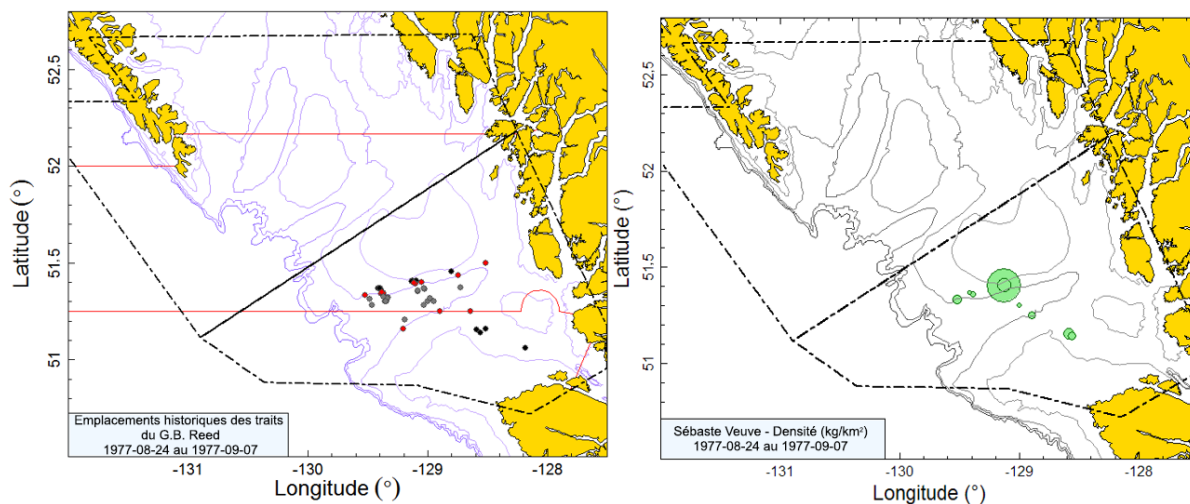 Latitude (°)
52.5
52
51.5
51
Emplacements historiques des traits
du G.B. Reed
1977-08-24 au 1977-09-07
-131
-130
-129
-128
Longitude (°)
Latitude (°)
52.5
52
51.5
51
Sébaste Veuve - Densité (kg/km²)
1977-08-24 au 1977-09-07
-131
-130
-129
-128
Longitude (°)